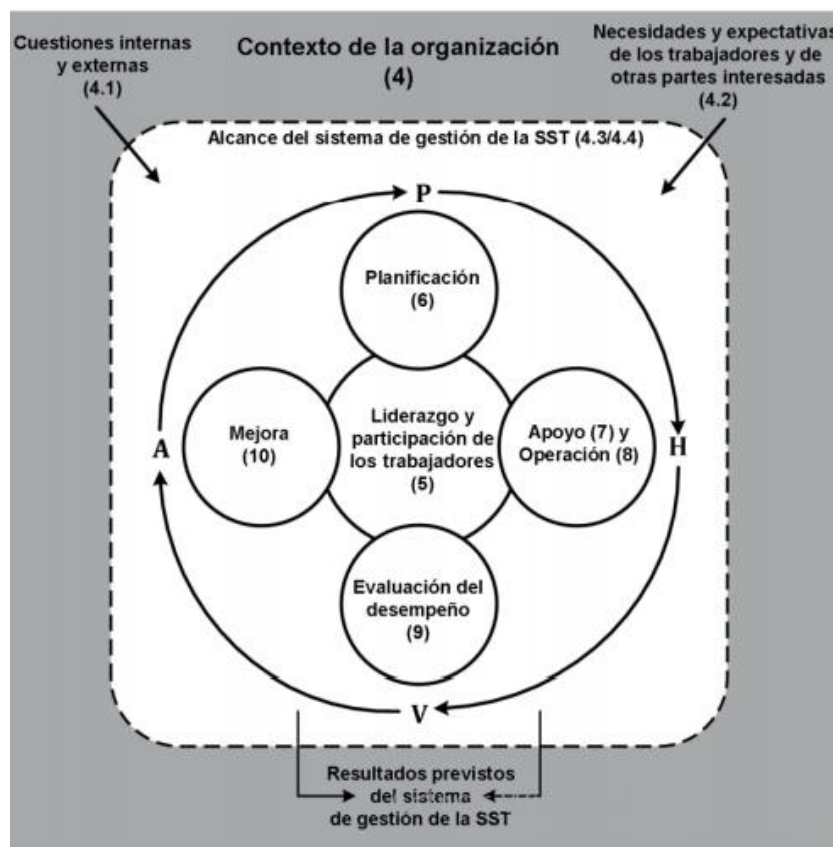 Cuestiones internas
y externas
(4.1)
Contexto de la organización
(4)
Necesidades y expectativas
de los trabajadores y de
otras partes interesadas
(4.2)
Alcance del sistema de gestión de la SST (4.3/4.4)
P
Planificación
(6)
A
Mejora
(10)
Liderazgo y
participación de
los trabajadores
(5)
Apoyo (7) y
Operación (8)
H
Evaluación del
desempeño
(9)
V
Resultados previstos
del sistema
de gestión de la SST